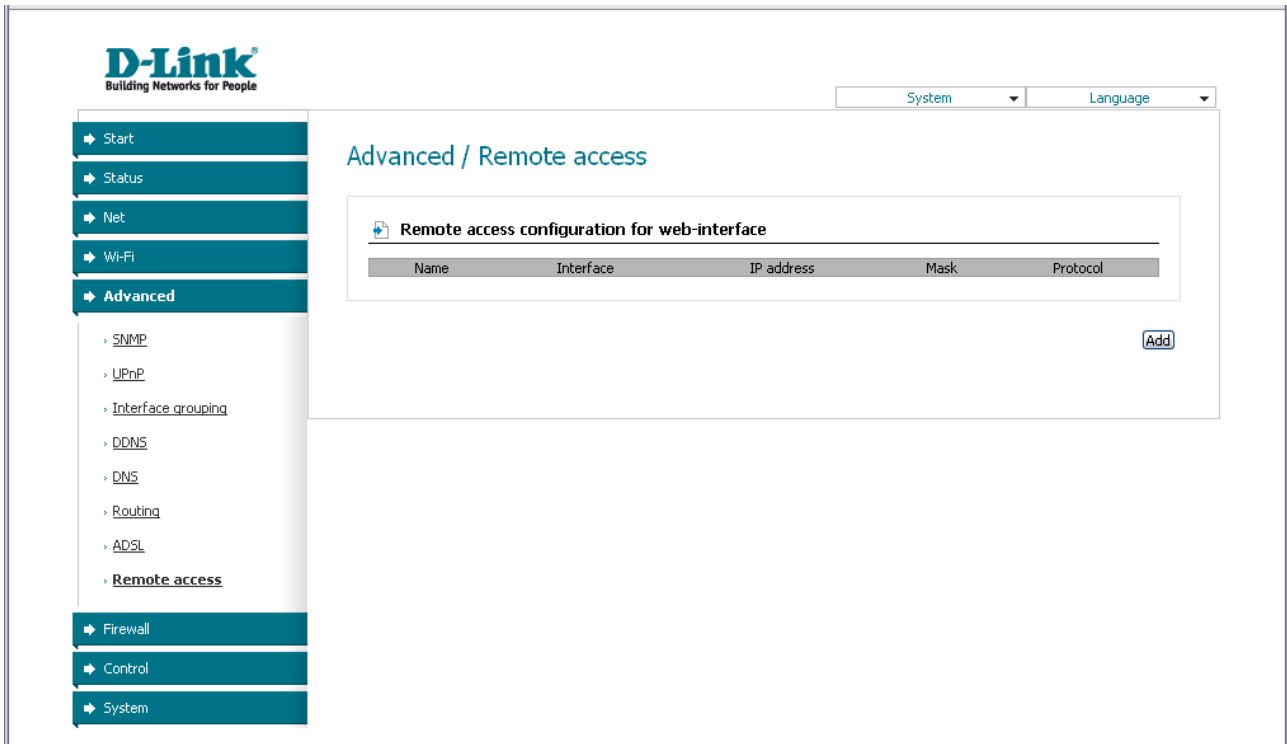 D-Link
Building Networks for People
System
Language
Start
Status
Net
Wi-Fi
Advanced
SNMP
UPnP
Interface grouping
DDNS
DNS
Routing
ADSL
Remote access
Firewall
Control
System
Advanced / Remote access
Remote access configuration for web-interface
Name Interface IP address Mask Protocol
Add